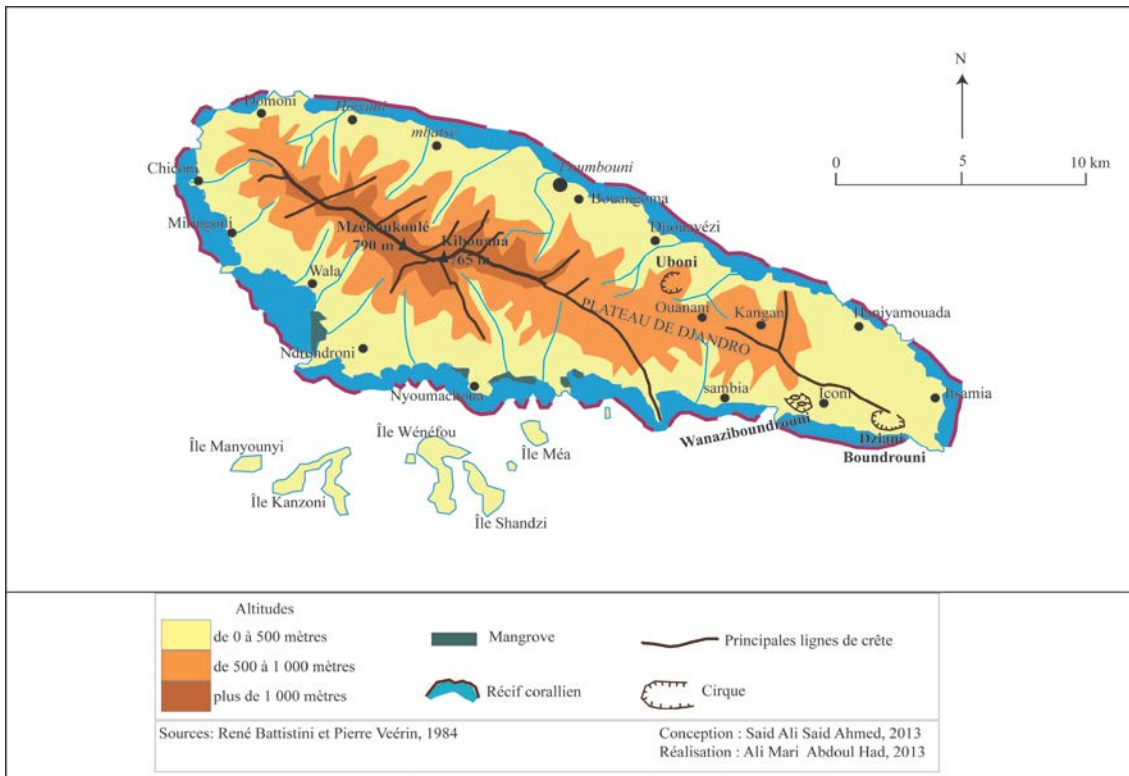 N
0 5 10 km
Domoni
mbatsé
Chiconi
Bouangoma
Djouayézi
Mzékoukoulé
790 m
Kibouana
765 m
Wala
Uboni
Ouanani
Kangani
PLATEAU DE DJANDRO
Haniyamouada
Ndrondroni
Nyoumachoua
sambia
Iconi
Itsamia
Wanaziboundrouni
Dziani
Boundrouni
Île Manyounyi
Île Wénéfou
Île Méa
Île Kanzoni
Île Shandzi
Altitudes
de 0 à 500 mètres
de 500 à 1 000 mètres
plus de 1 000 mètres
Mangrove
Récif corallien
Principales lignes de crête
Cirque
Sources: René Battistini et Pierre Veérin, 1984
Conception : Said Ali Said Ahmed, 2013
Réalisation : Ali Mari Abdoul Had, 2013